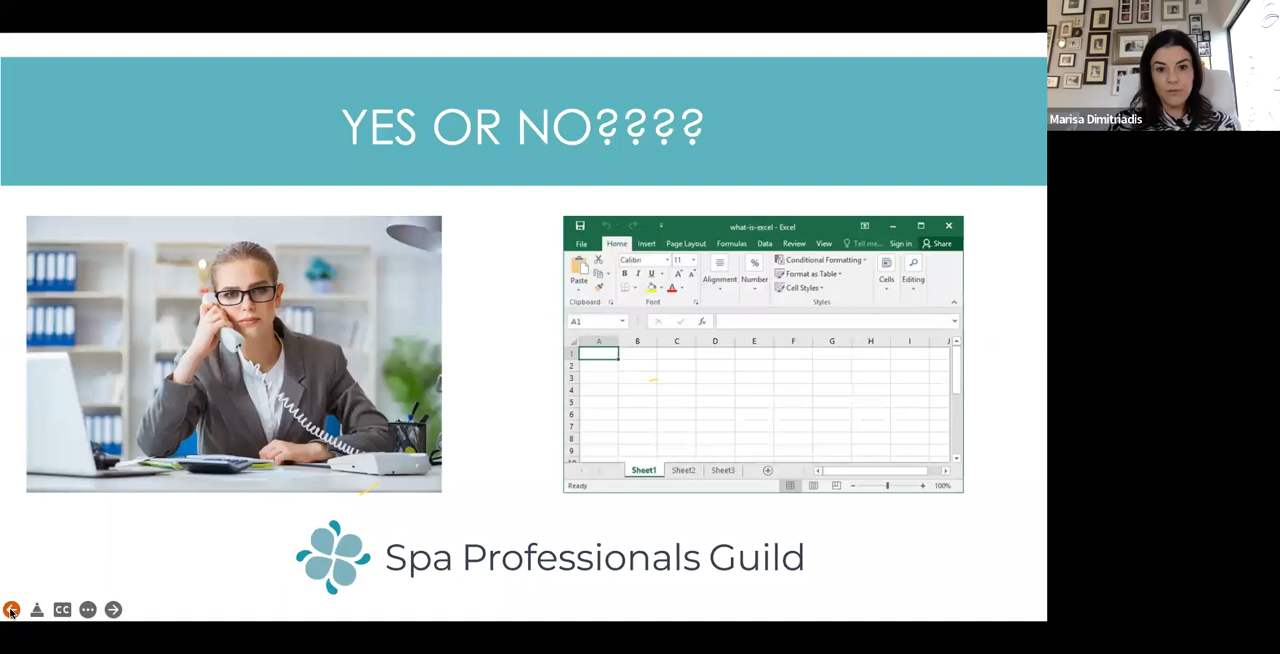 YES OR NO????
Marisa Dimitriadis
what-is-excel - Excel
File Home Insert Page Layout Formulas Data Review View Tell me... Sign in Share
Calibri 11
Paste
B I U A A
A
Alignment
%
Number
Conditional Formatting
Format as Table
Cell Styles
Cells
Editing
Clipboard Font Styles
A1 fx
A B C D E F G H I J
1
2
3
4
5
6
7
8
9
Sheet1 Sheet2 Sheet3
Ready 100%
Spa Professionals Guild
CC